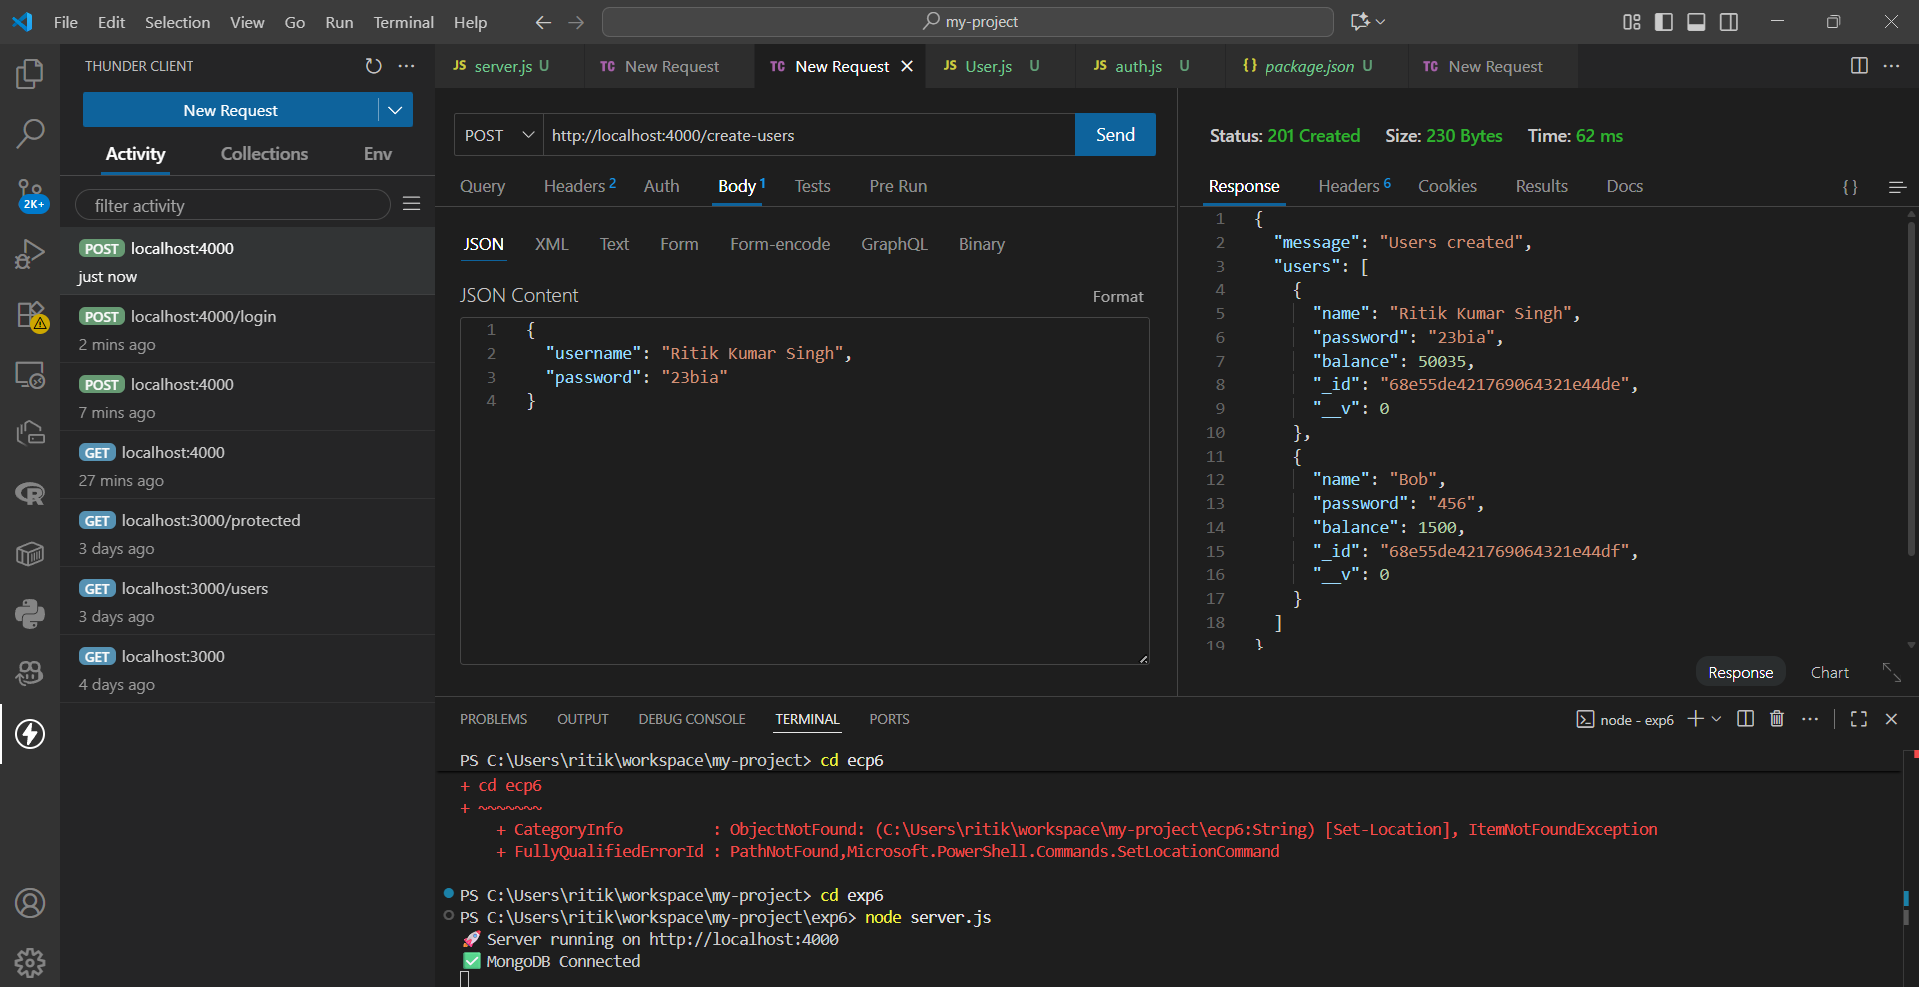 File Edit Selection View Go Run Terminal Help
my-project
THUNDER CLIENT
New Request
Activity Collections Env
filter activity
2K+
POST localhost:4000
just now
POST localhost:4000/login
2 mins ago
POST localhost:4000
7 mins ago
GET localhost:4000
27 mins ago
GET localhost:3000/protected
3 days ago
GET localhost:3000/users
3 days ago
GET localhost:3000
4 days ago
JS server.js U TC New Request TC New Request JS User.js U JS auth.js U {} package.json U TC New Request
POST http://localhost:4000/create-users Send
Query Headers 2 Auth Body 1 Tests Pre Run
JSON XML Text Form Form-encode GraphQL Binary
JSON Content Format
1 {
2 "username": "Ritik Kumar Singh",
3 "password": "23bia"
4 }
Status: 201 Created Size: 230 Bytes Time: 62 ms
Response Headers 6 Cookies Results Docs {}
1 {
2 "message": "Users created",
3 "users": [
4 {
5 "name": "Ritik Kumar Singh",
6 "password": "23bia",
7 "balance": 50035,
8 "_id": "68e55de421769064321e44de",
9 "__v": 0
10 },
11 {
12 "name": "Bob",
13 "password": "456",
14 "balance": 1500,
15 "_id": "68e55de421769064321e44df",
16 "__v": 0
17 }
18 ]
19 }
Response Chart
PROBLEMS OUTPUT DEBUG CONSOLE TERMINAL PORTS
node - exp6
PS C:\Users\ritik\workspace\my-project> cd ecp6
+ cd ecp6
+ ~~~~~~~
+ CategoryInfo : ObjectNotFound: (C:\Users\ritik\workspace\my-project\ecp6:String) [Set-Location], ItemNotFoundException
+ FullyQualifiedErrorId : PathNotFound,Microsoft.PowerShell.Commands.SetLocationCommand
PS C:\Users\ritik\workspace\my-project> cd exp6
PS C:\Users\ritik\workspace\my-project\exp6> node server.js
🚀 Server running on http://localhost:4000
✅ MongoDB Connected